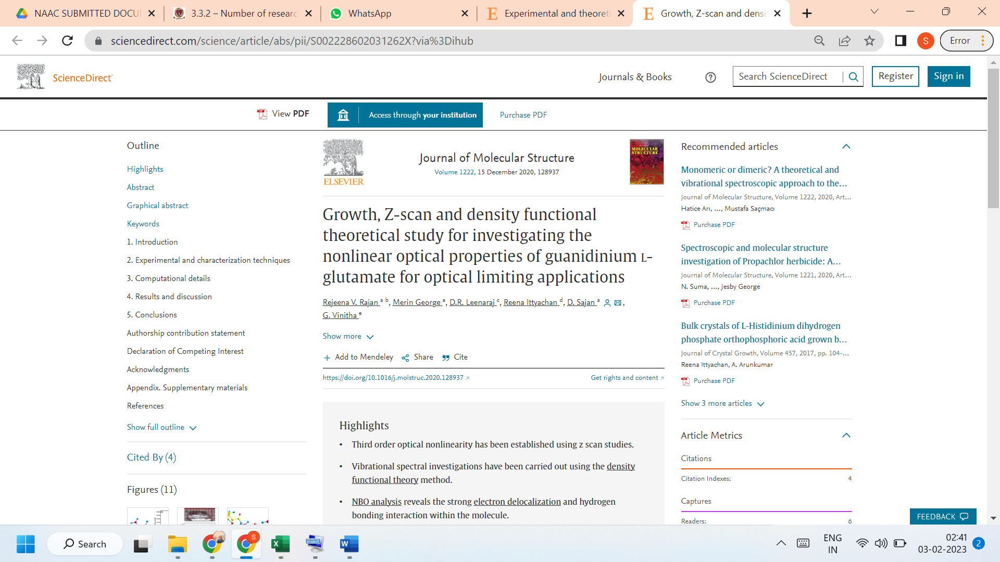 NAAC SUBMITTED DOCU
3.3.2 – Number of researc
WhatsApp
Experimental and theoreti
Growth, Z-scan and densi
sciencedirect.com/science/article/abs/pii/S002228602031262X?via%3Dihub
S
Error
ScienceDirect
Journals & Books
Search ScienceDirect
Register
Sign in
View PDF
Access through your institution
Purchase PDF
Outline
Highlights
Abstract
Graphical abstract
Keywords
1. Introduction
2. Experimental and characterization techniques
3. Computational details
4. Results and discussion
5. Conclusions
Authorship contribution statement
Declaration of Competing Interest
Acknowledgments
Appendix. Supplementary materials
References
Show full outline
Cited By (4)
Figures (11)
ELSEVIER
Journal of Molecular Structure
Volume 1222, 15 December 2020, 128937
MOLECULAR
STRUCTURE
Growth, Z-scan and density functional
theoretical study for investigating the
nonlinear optical properties of guanidinium L-
glutamate for optical limiting applications
Rejeena V. Rajan a b, Merin George a, D.R. Leenaraj c, Reena Ittyachan d, D. Sajan a ,
G. Vinitha e
Show more
Add to Mendeley
Share
Cite
https://doi.org/10.1016/j.molstruc.2020.128937
Get rights and content
Highlights
• Third order optical nonlinearity has been established using z scan studies.
• Vibrational spectral investigations have been carried out using the density
functional theory method.
• NBO analysis reveals the strong electron delocalization and hydrogen
bonding interaction within the molecule.
Recommended articles
Monomeric or dimeric? A theoretical and
vibrational spectroscopic approach to the…
Journal of Molecular Structure, Volume 1222, 2020, Art…
Hatice Arı, …, Mustafa Saçmacı
Purchase PDF
Spectroscopic and molecular structure
investigation of Propachlor herbicide: A…
Journal of Molecular Structure, Volume 1221, 2020, Art…
N. Suma, …, Jesby George
Purchase PDF
Bulk crystals of L-Histidinium dihydrogen
phosphate orthophosphoric acid grown b…
Journal of Crystal Growth, Volume 457, 2017, pp. 104-…
Reena Ittyachan, A. Arunkumar
Purchase PDF
Show 3 more articles
Article Metrics
Citations
Citation Indexes: 4
Captures
Readers: 6
FEEDBACK
Search
S
ENG
IN
02:41
03-02-2023
2